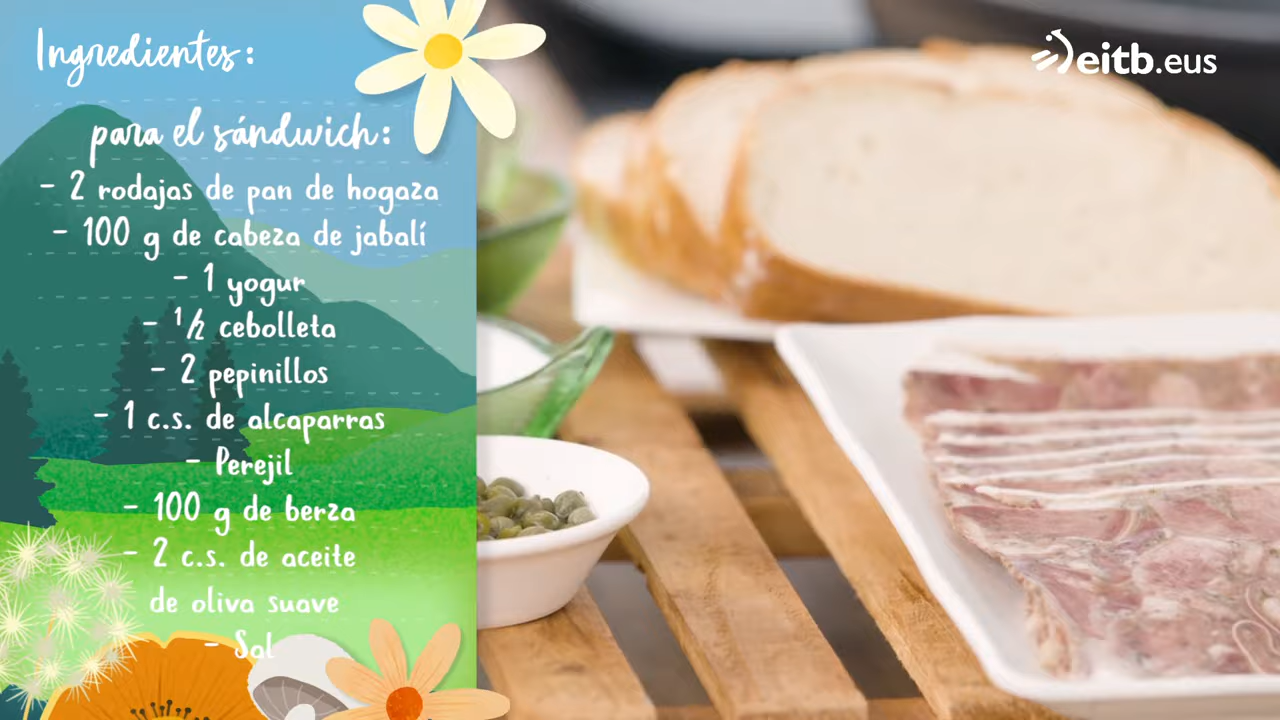 Ingredientes:
eitb.eus
para el sándwich:
- 2 rodajas de pan de hogaza
- 100 g de cabeza de jabalí
- 1 yogur
- ½ cebolleta
- 2 pepinillos
- 1 c.s. de alcaparras
- Perejil
- 100 g de berza
- 2 c.s. de aceite
de oliva suave
- Sal